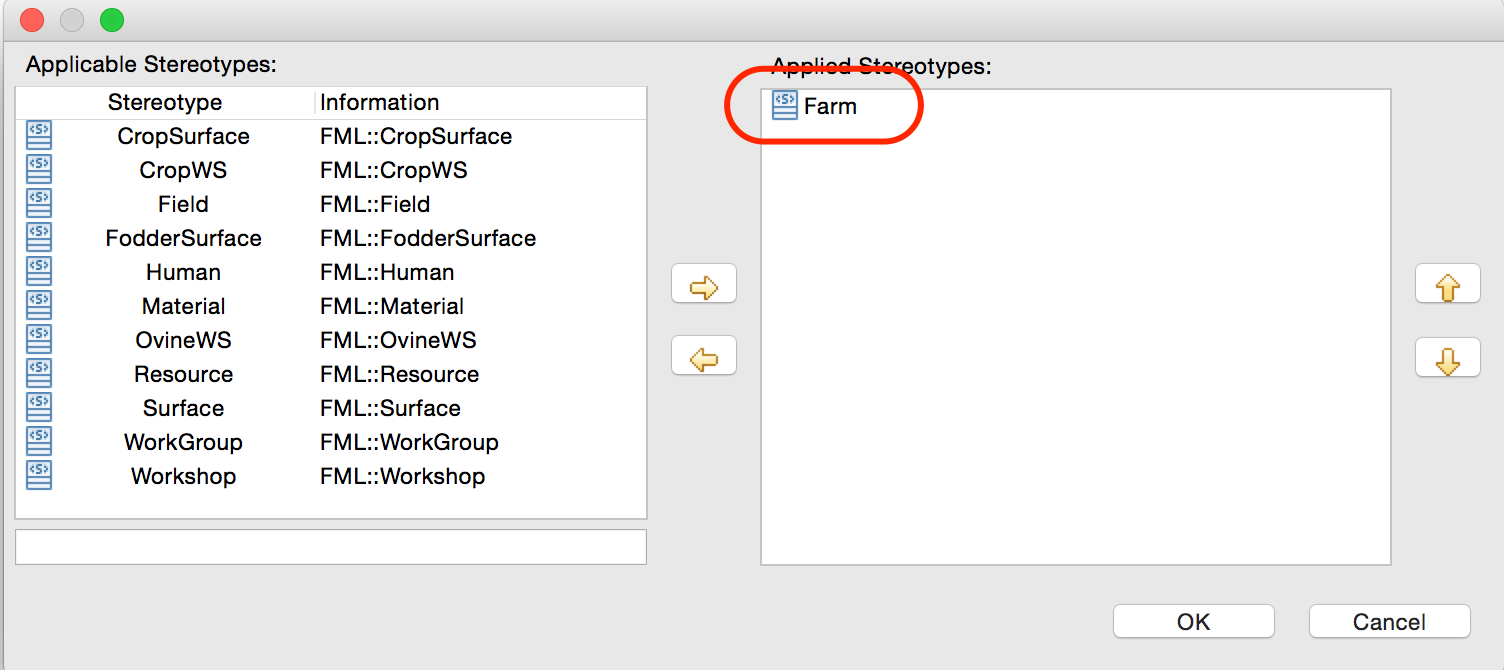 Applicable Stereotypes:
Stereotype Information
CropSurface FML::CropSurface
CropWS FML::CropWS
Field FML::Field
FodderSurface FML::FodderSurface
Human FML::Human
Material FML::Material
OvineWS FML::OvineWS
Resource FML::Resource
Surface FML::Surface
WorkGroup FML::WorkGroup
Workshop FML::Workshop
Applied Stereotypes:
Farm
OK Cancel